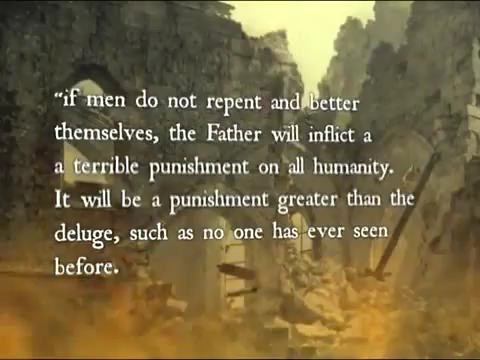 “if men do not repent and better
themselves, the Father will inflict a
a terrible punishment on all humanity.
It will be a punishment greater than the
deluge, such as no one has ever seen
before.